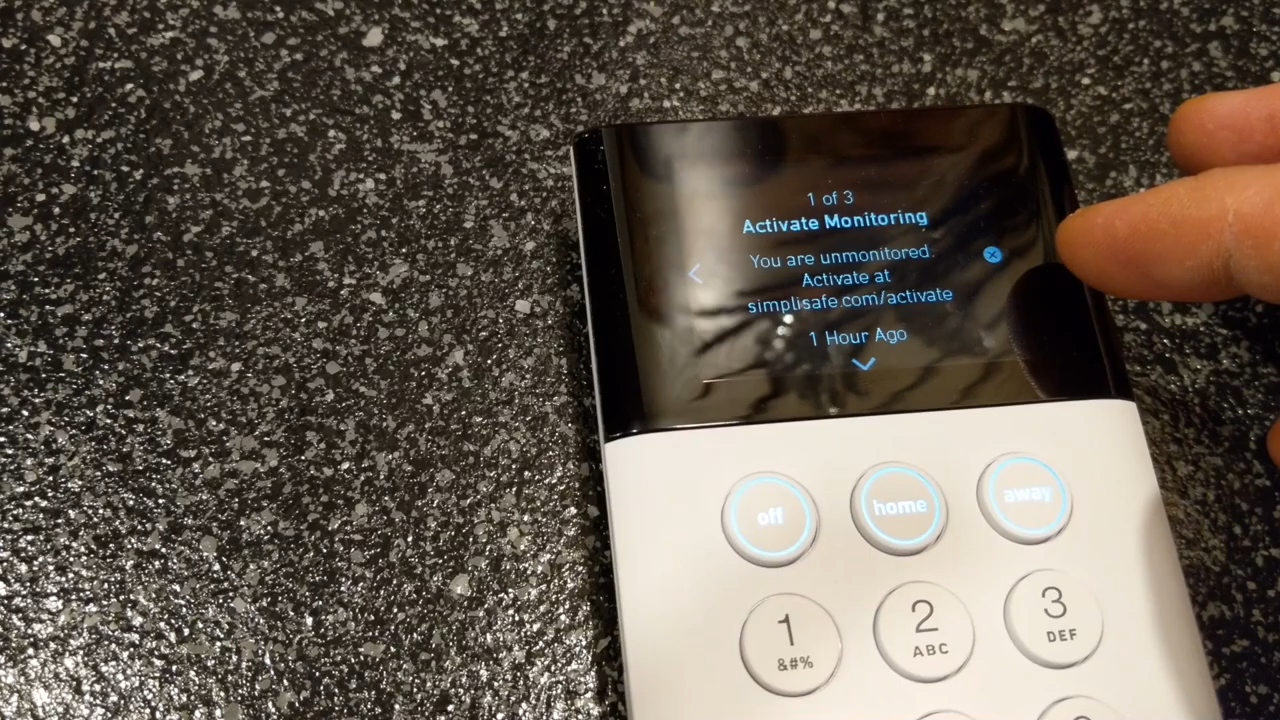 1 of 3
Activate Monitoring
You are unmonitored.
Activate at
simplisafe.com/activate
1 Hour Ago
off
home
away
1
&#%
2
ABC
3
DEF